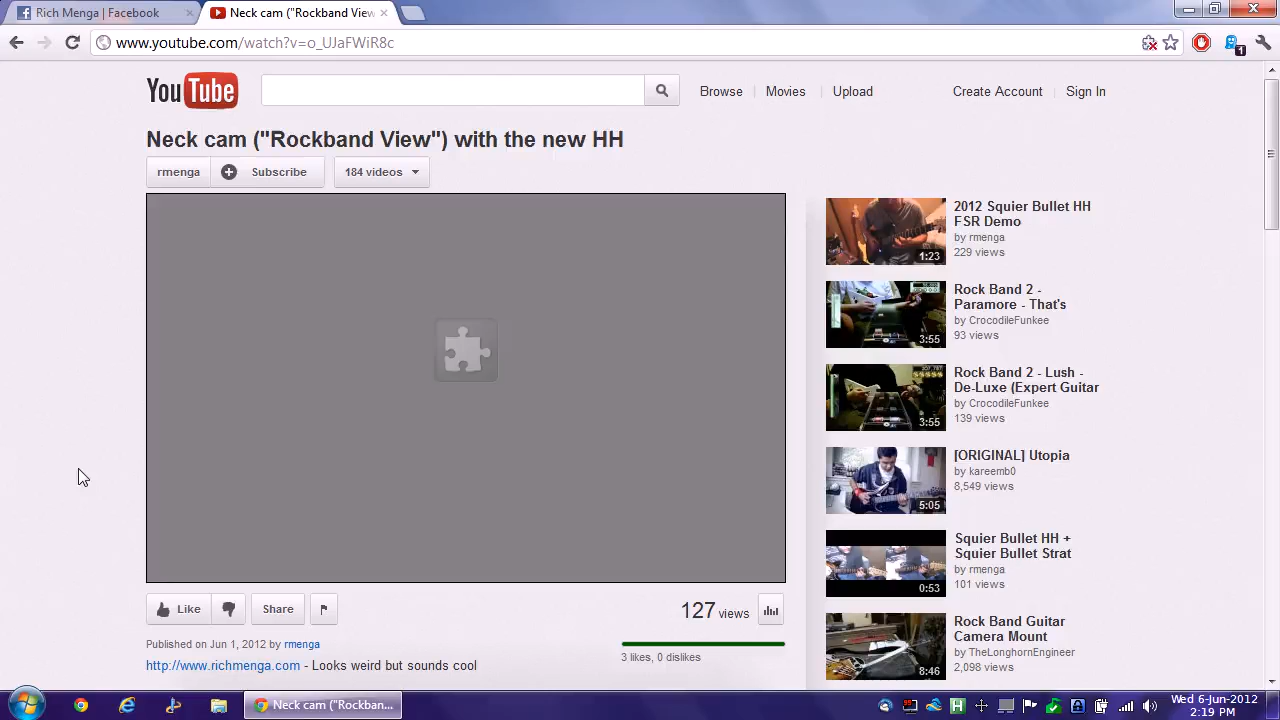 Rich Menga | Facebook
Neck cam ("Rockband View
www.youtube.com/watch?v=o_UJaFWiR8c
1
YouTube
Browse
Movies
Upload
Create Account
Sign In
Neck cam ("Rockband View") with the new HH
rmenga
Subscribe
184 videos
2012 Squier Bullet HH
FSR Demo
by rmenga
229 views
1:23
Rock Band 2 -
Paramore - That's
by CrocodileFunkee
93 views
3:55
Rock Band 2 - Lush -
De-Luxe (Expert Guitar
by CrocodileFunkee
139 views
3:55
[ORIGINAL] Utopia
by kareemb0
8,549 views
5:05
Squier Bullet HH +
Squier Bullet Strat
by rmenga
101 views
0:53
Rock Band Guitar
Camera Mount
by TheLonghornEngineer
2,098 views
8:46
Like
Share
127 views
Published on Jun 1, 2012 by rmenga
3 likes, 0 dislikes
http://www.richmenga.com - Looks weird but sounds cool
Neck cam ("Rockban...
Wed 6-Jun-2012
2:19 PM